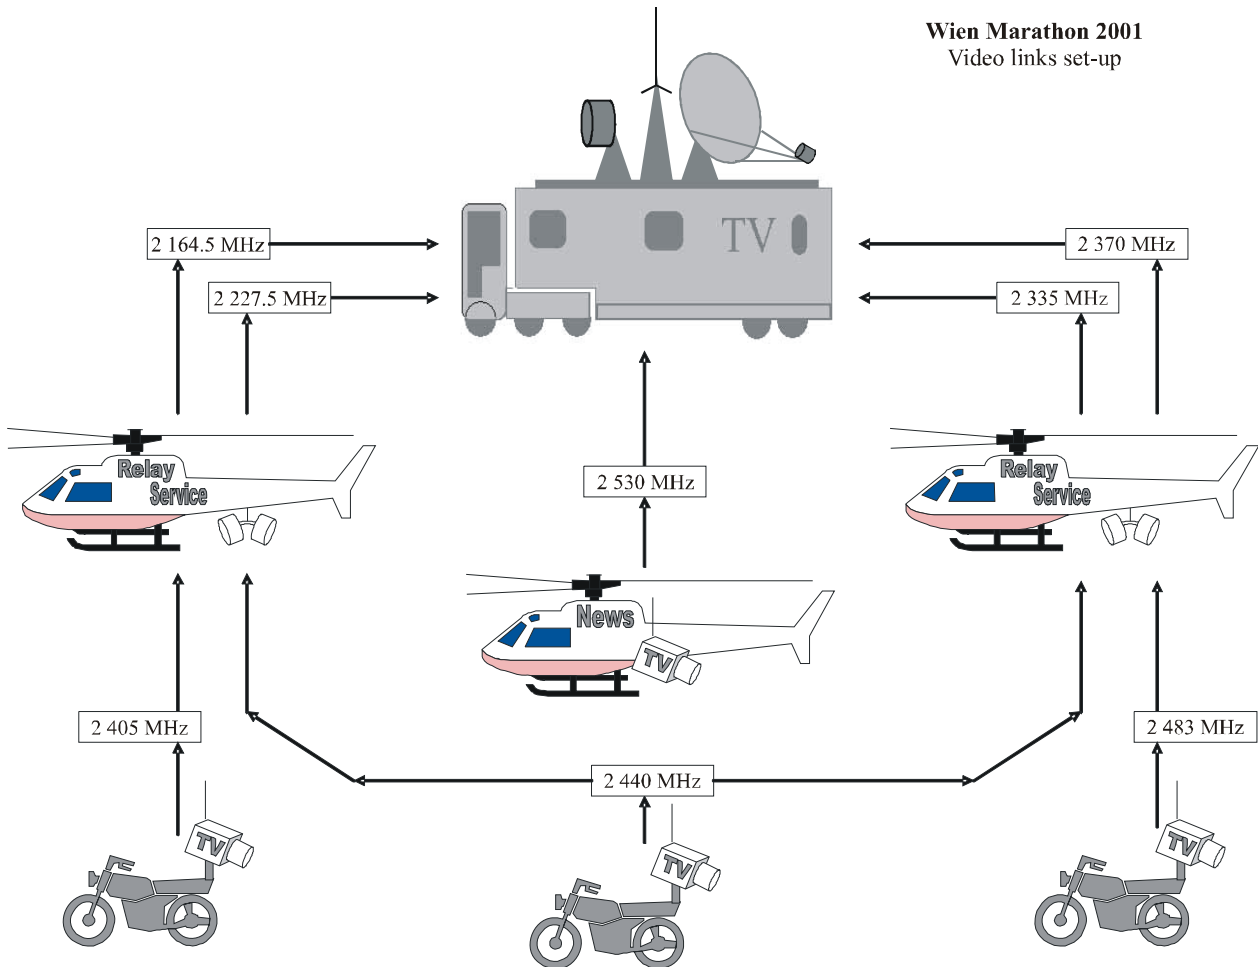 Wien Marathon 2001
Video links set-up
TV
2 164.5 MHz
2 370 MHz
2 227.5 MHz
2 335 MHz
Relay
Service
2 530 MHz
Relay
Service
News
TV
2 405 MHz
2 483 MHz
2 440 MHz
TV
TV
TV